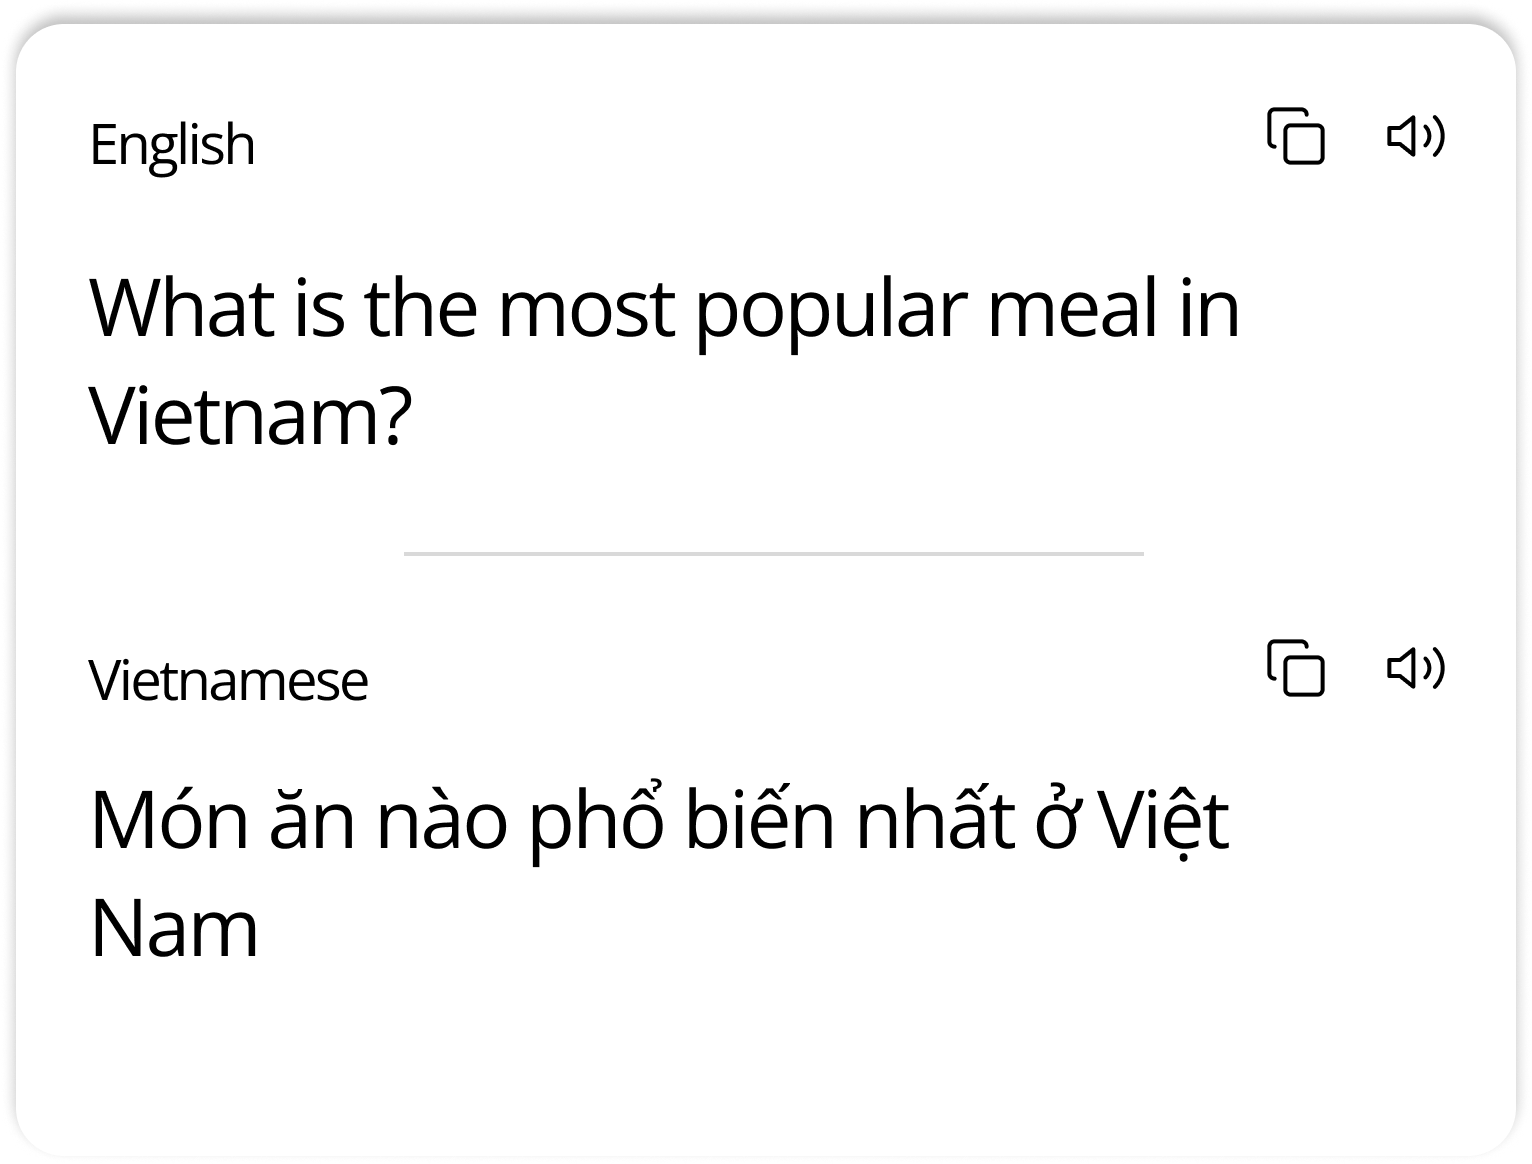 English
What is the most popular meal in
Vietnam?
Vietnamese
Món ăn nào phổ biến nhất ở Việt
Nam